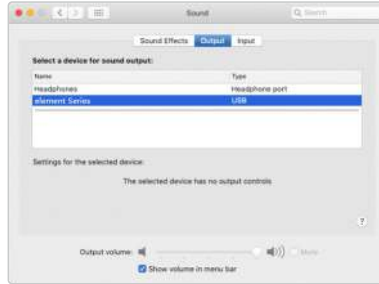 Sound
Search
Sound Effects Output Input
Select a device for sound output:
Name Type
Headphones Headphone port
element Series USB
Settings for the selected device:
The selected device has no output controls
?
Output volume: Mute
Show volume in menu bar